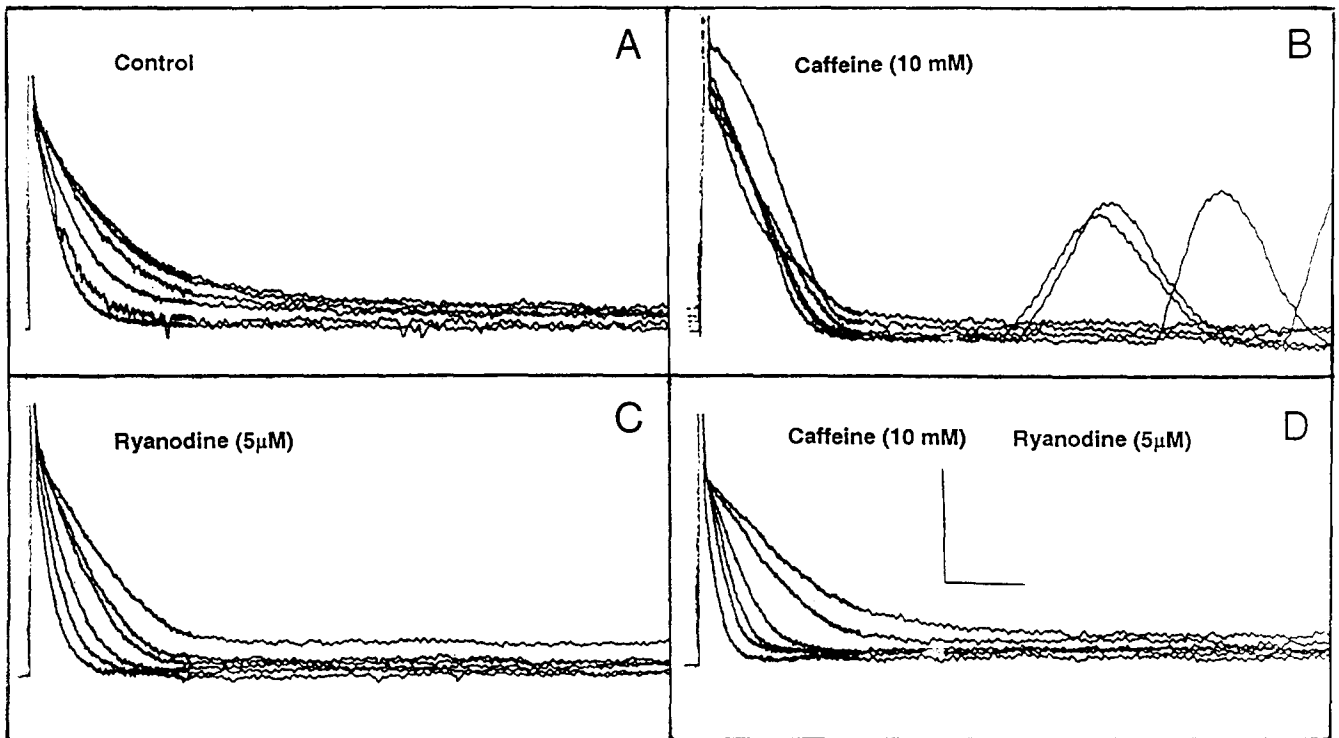 A
Control
B
Caffeine (10 mM)
C
Ryanodine (5µM)
D
Caffeine (10 mM) Ryanodine (5µM)